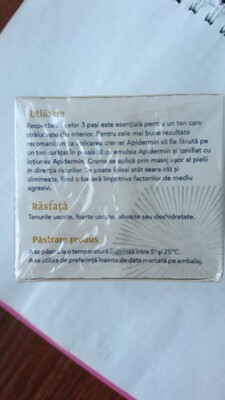 Utilizare
Respectarea celor 3 pași este esențială pentru un ten care
strălucește din interior. Pentru cele mai bune rezultate
recomandăm ca aplicarea cremei Apidermin să fie făcută pe
un ten curățat în prealabil cu emulsia Apidermin și tonifiat cu
loțiunea Apidermin. Crema se aplică prin masaj ușor al pielii
în direcția ridurilor. Se poate folosi atât seara cât și
dimineața, fiind o barieră împotriva factorilor de mediu
agresivi.
Răsfață
Tenurile uscate, foarte uscate, obosite sau deshidratate.
Păstrare produs
A se păstra la o temperatură cuprinsă între 5° și 25°C.
A se utiliza de preferință înainte de data marcată pe ambalaj.